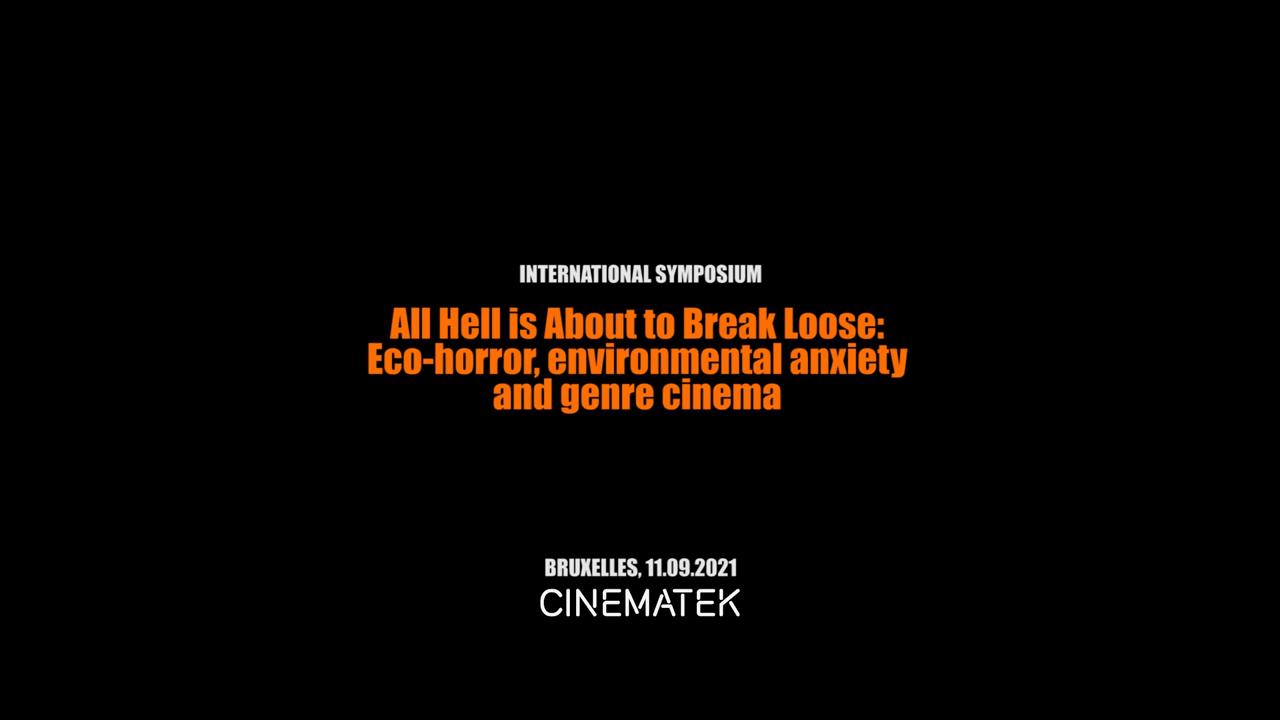 INTERNATIONAL SYMPOSIUM
All Hell is About to Break Loose:
Eco-horror, environmental anxiety
and genre cinema
BRUXELLES, 11.09.2021
CINEMATEK